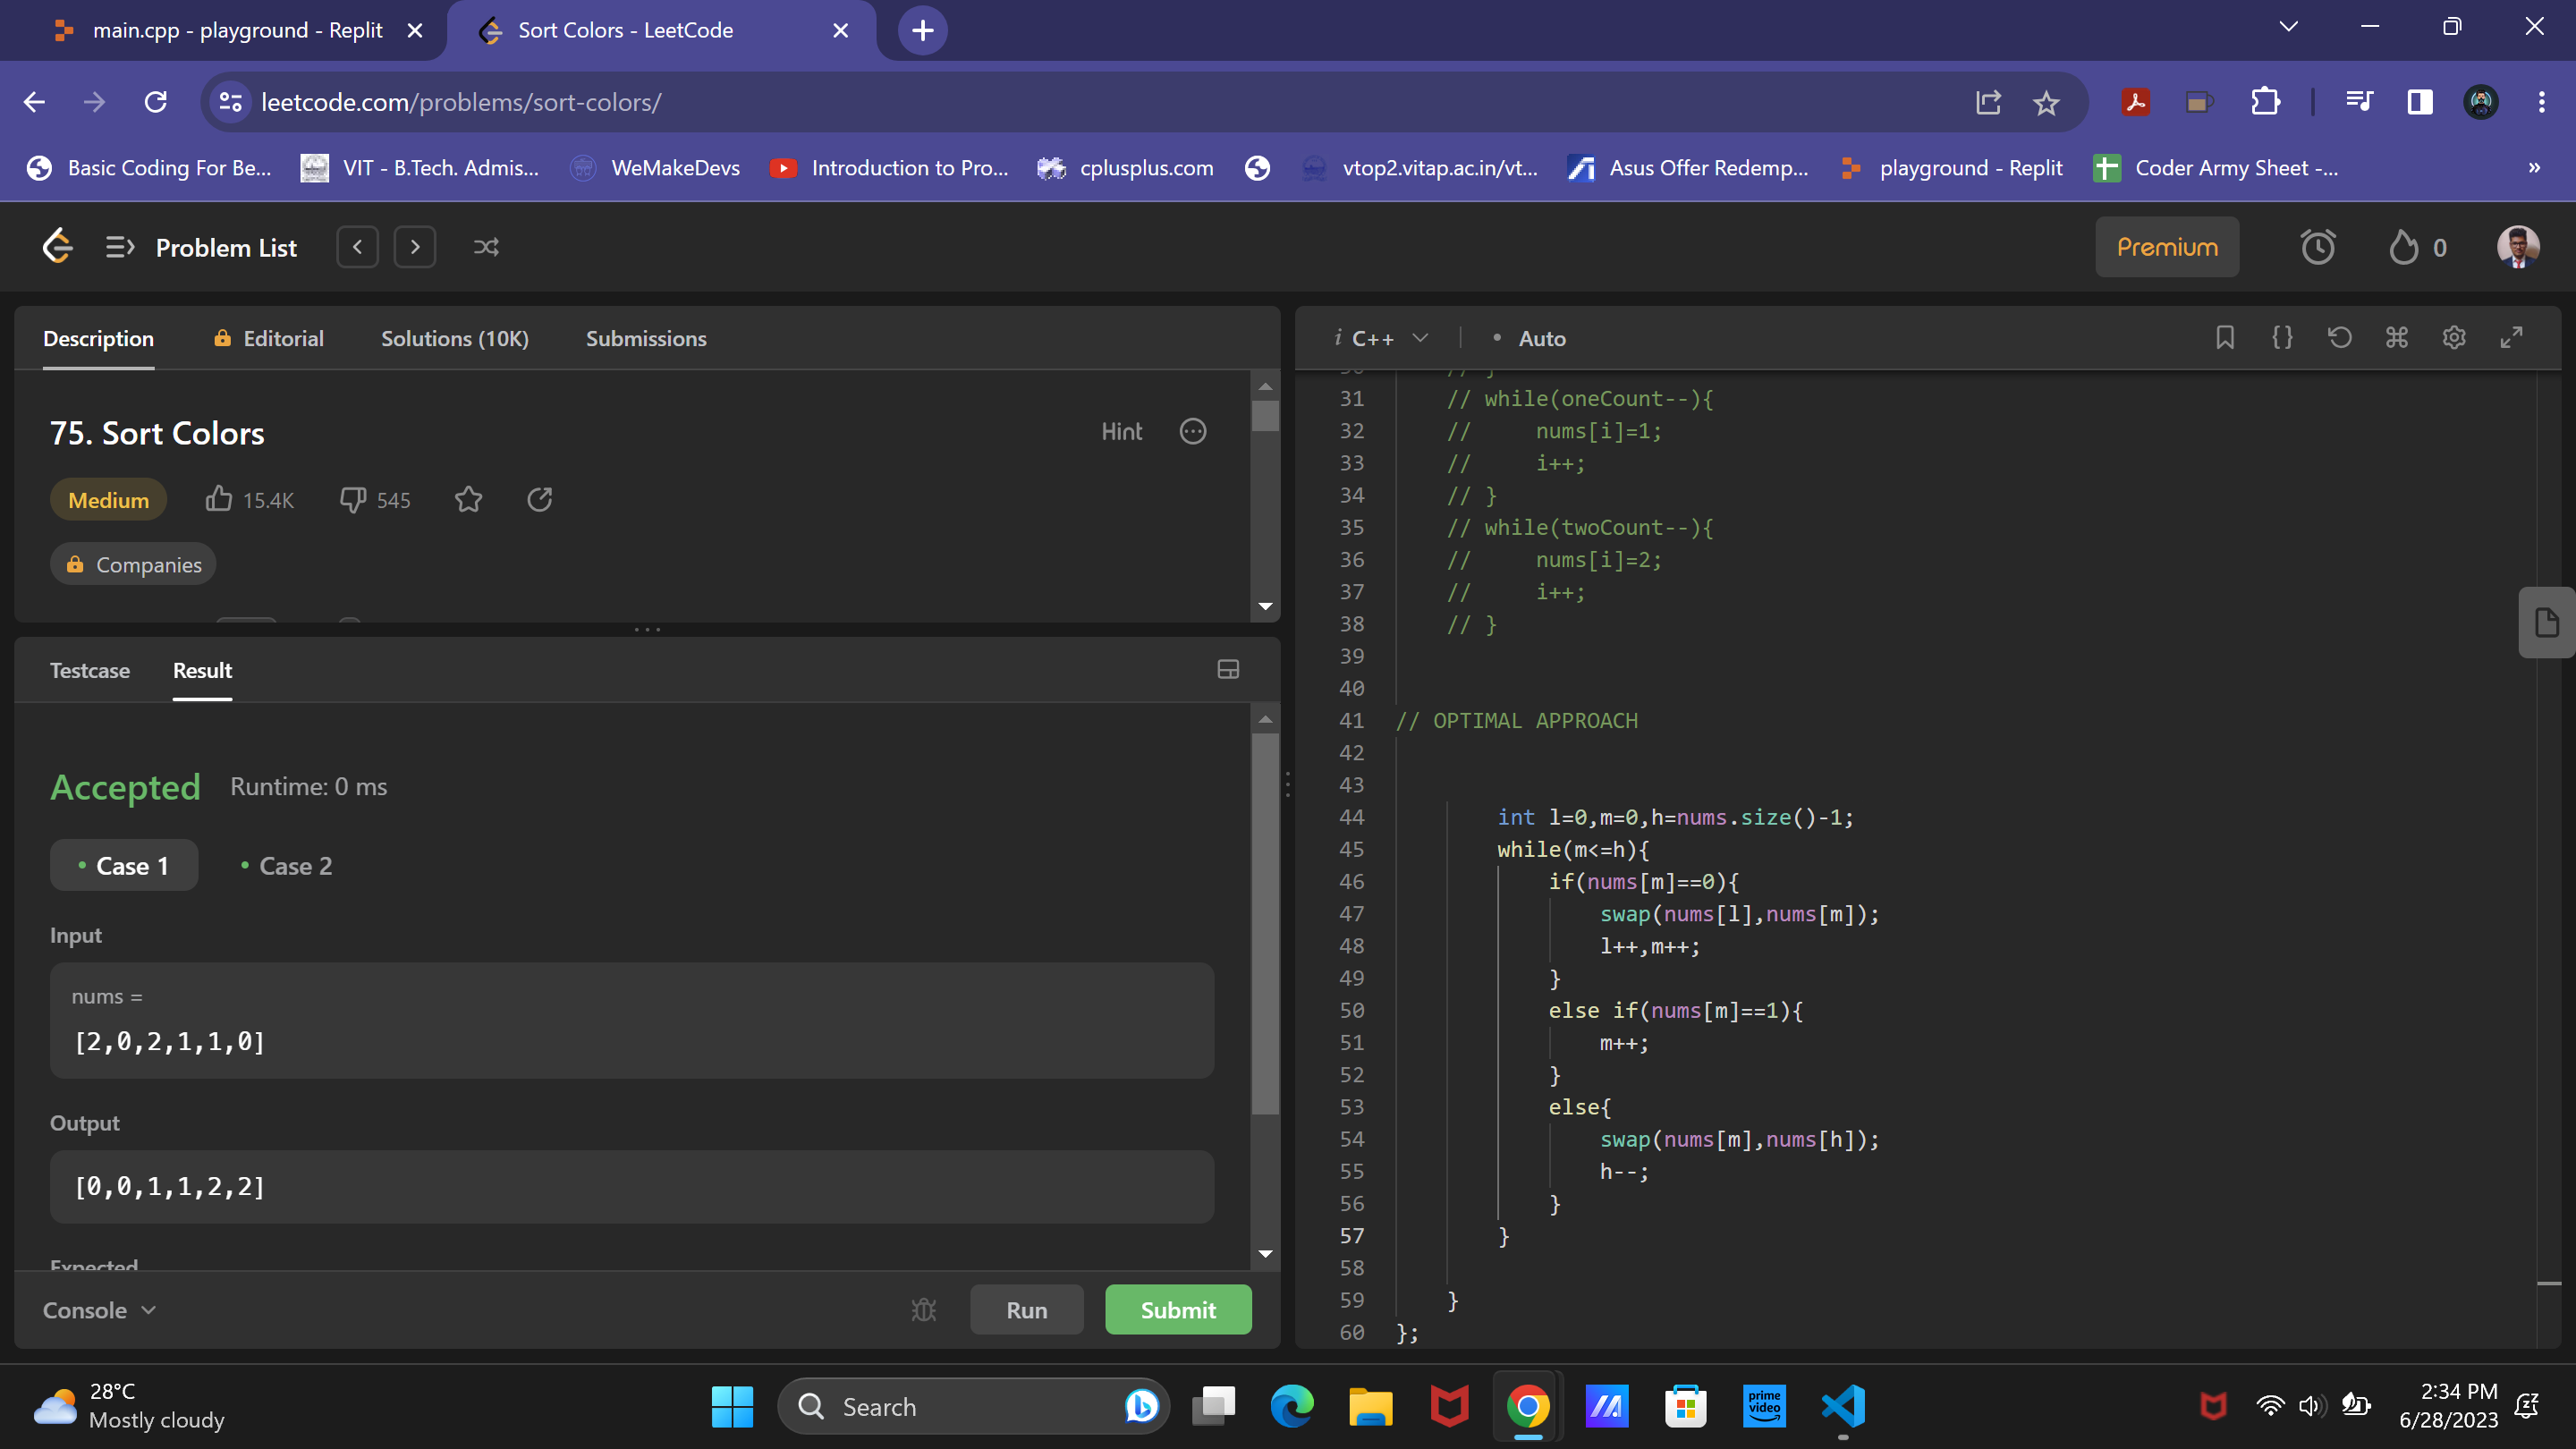 main.cpp - playground - Replit
Sort Colors - LeetCode
leetcode.com/problems/sort-colors/
Basic Coding For Be... VIT - B.Tech. Admis... WeMakeDevs Introduction to Pro... cplusplus.com vtop2.vitap.ac.in/vt... Asus Offer Redemp... playground - Replit Coder Army Sheet -... »
Problem List
Premium
0
Description Editorial Solutions (10K) Submissions
75. Sort Colors
Hint
Medium 15.4K 545
Companies
Testcase Result
Accepted Runtime: 0 ms
• Case 1 • Case 2
Input
nums =
[2,0,2,1,1,0]
Output
[0,0,1,1,2,2]
Expected
Console
Run
Submit
i C++ • Auto
30 // }
31 // while(oneCount--){
32 //     nums[i]=1;
33 //     i++;
34 // }
35 // while(twoCount--){
36 //     nums[i]=2;
37 //     i++;
38 // }
39
40
41 // OPTIMAL APPROACH
42
43
44 int l=0,m=0,h=nums.size()-1;
45 while(m<=h){
46 if(nums[m]==0){
47 swap(nums[l],nums[m]);
48 l++,m++;
49 }
50 else if(nums[m]==1){
51 m++;
52 }
53 else{
54 swap(nums[m],nums[h]);
55 h--;
56 }
57 }
58
59 }
60 };
28°C
Mostly cloudy
Search
prime video
2:34 PM
6/28/2023